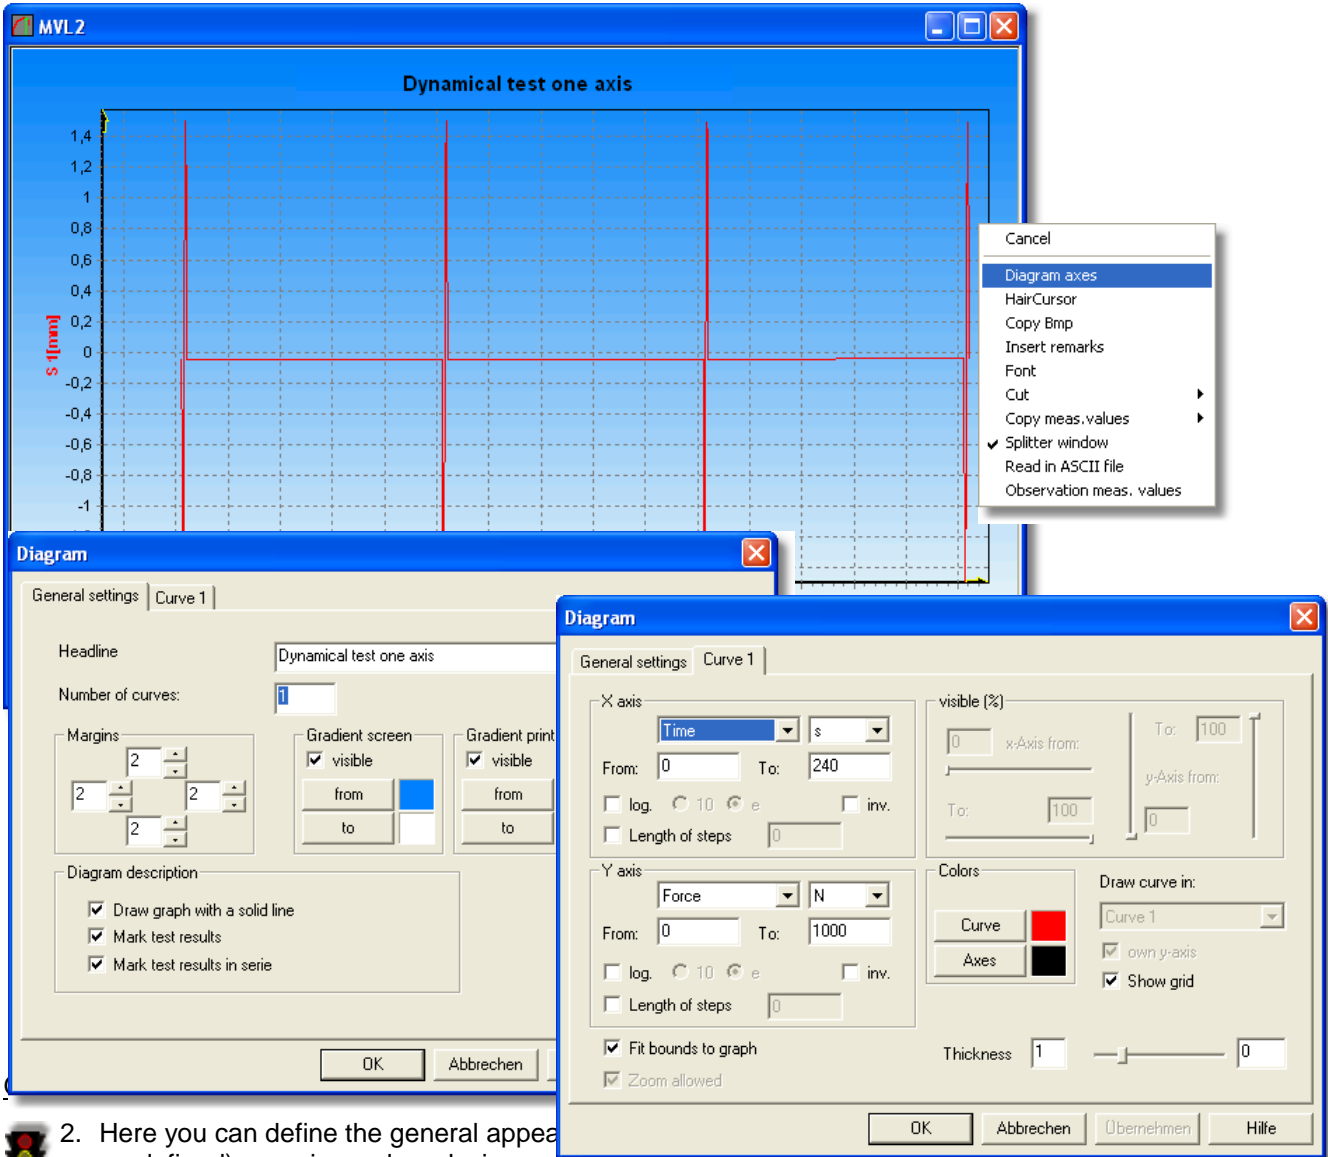 MVL2
Dynamical test one axis
1,4
1,2
1
0,8
0,6
0,4
0,2
0
-0,2
-0,4
-0,6
-0,8
-1
S 1[mm]
Cancel
Diagram axes
HairCursor
Copy Bmp
Insert remarks
Font
Cut
Copy meas.values
Splitter window
Read in ASCII file
Observation meas. values
Diagram
General settings Curve 1
Headline Dynamical test one axis
Number of curves: 1
Margins
2
2 2
2
Gradient screen
visible
from
to
Gradient print
visible
from
to
Diagram description
Draw graph with a solid line
Mark test results
Mark test results in serie
OK Abbrechen
Diagram
General settings Curve 1
X axis
Time s
From: 0 To: 240
log. 10 e inv.
Length of steps 0
visible (%)
0 x-Axis from:
To: 100
To: 100
y-Axis from:
0
Y axis
Force N
From: 0 To: 1000
log. 10 e inv.
Length of steps 0
Colors
Curve
Axes
Draw curve in:
Curve 1
own y-axis
Show grid
Fit bounds to graph
Zoom allowed
Thickness 1 0
OK Abbrechen Übernehmen Hilfe
2. Here you can define the general